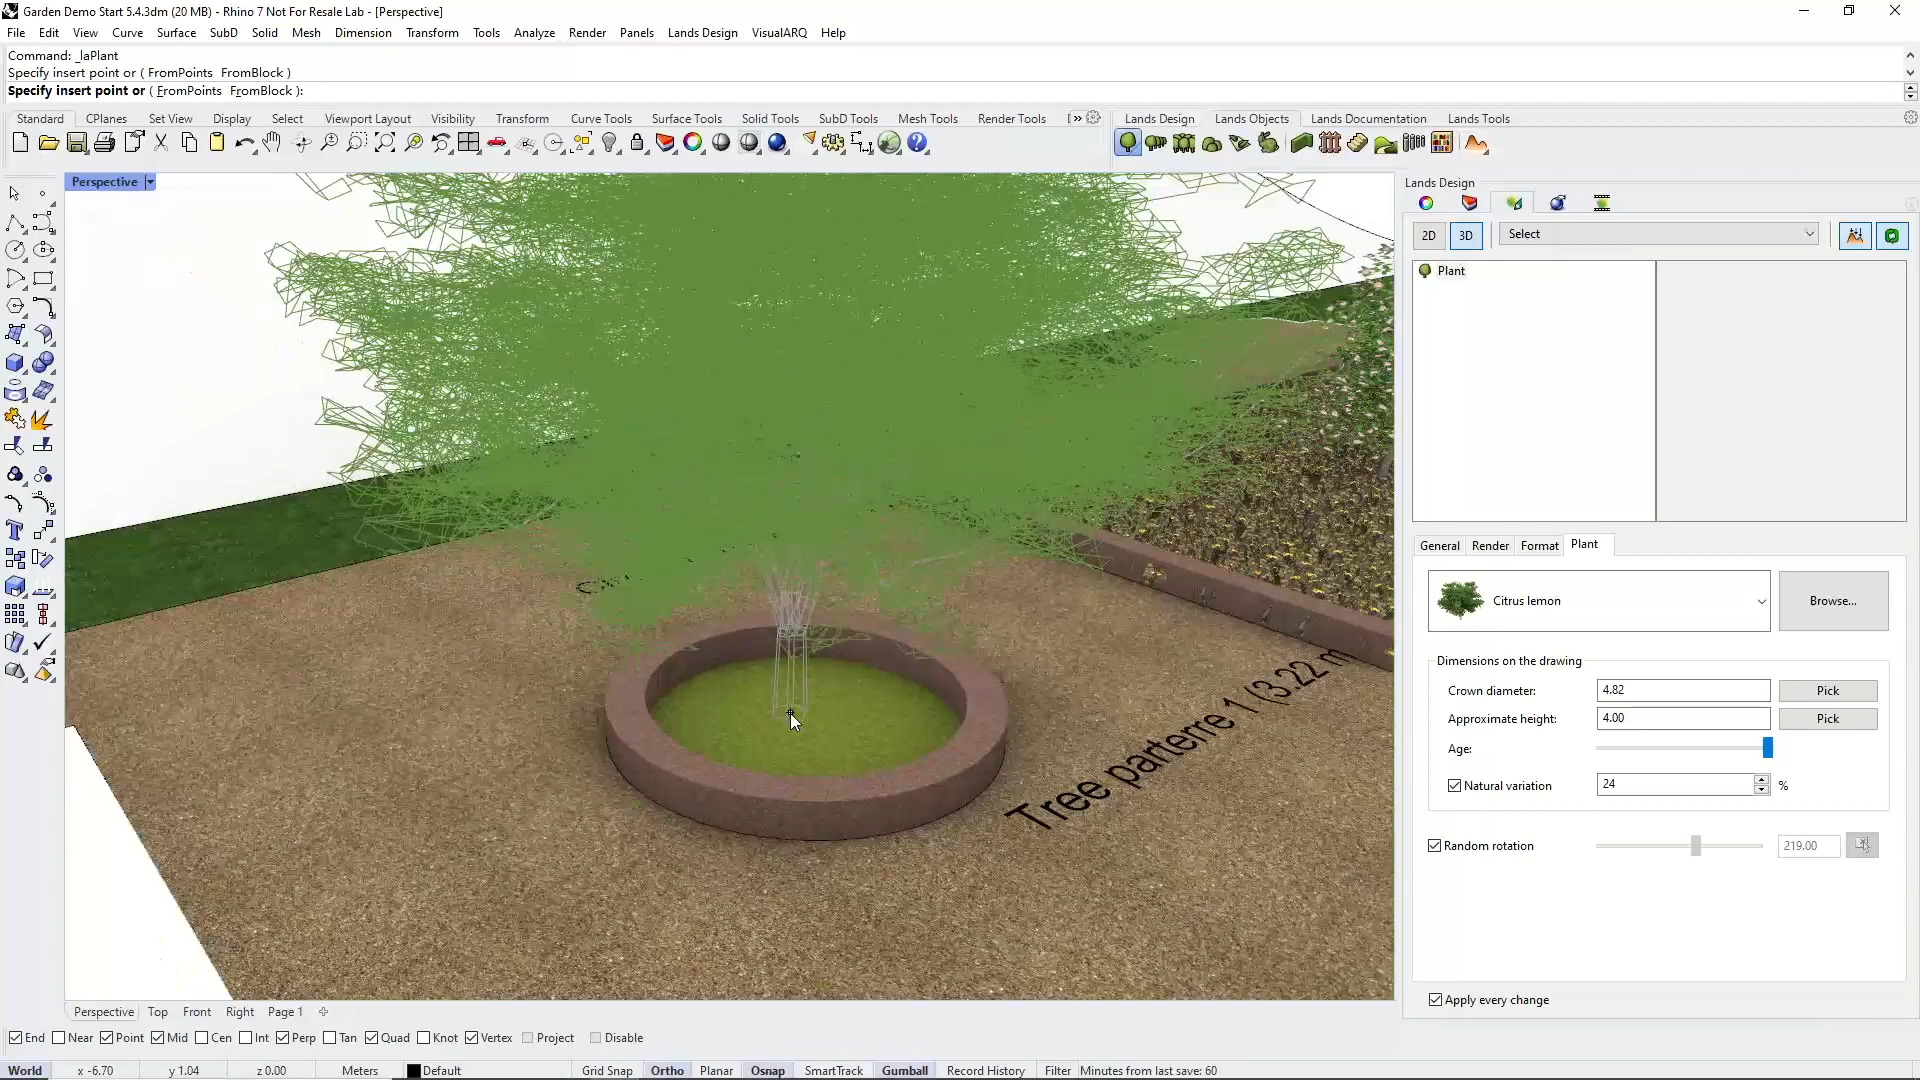 Garden Demo Start 5.4.3dm (20 MB) - Rhino 7 Not For Resale Lab - [Perspective]
File Edit View Curve Surface SubD Solid Mesh Dimension Transform Tools Analyze Render Panels Lands Design VisualARQ Help
Command: _laPlant
Specify insert point or ( FromPoints FromBlock )
Specify insert point or ( FromPoints FromBlock ):
Standard CPlanes Set View Display Select Viewport Layout Visibility Transform Curve Tools Surface Tools Solid Tools SubD Tools Mesh Tools Render Tools
Lands Design Lands Objects Lands Documentation Lands Tools
Perspective
Lands Design
2D 3D Select
Plant
General Render Format Plant
Citrus lemon Browse...
Dimensions on the drawing
Crown diameter: 4.82 Pick
Approximate height: 4.00 Pick
Age:
Natural variation 24 %
Random rotation 219.00
Apply every change
Tree parterre 1 (3.22 m
Perspective Top Front Right Page 1
End Near Point Mid Cen Int Perp Tan Quad Knot Vertex Project Disable
World x -6.70 y 1.04 z 0.00 Meters Default Grid Snap Ortho Planar Osnap SmartTrack Gumball Record History Filter Minutes from last save: 60